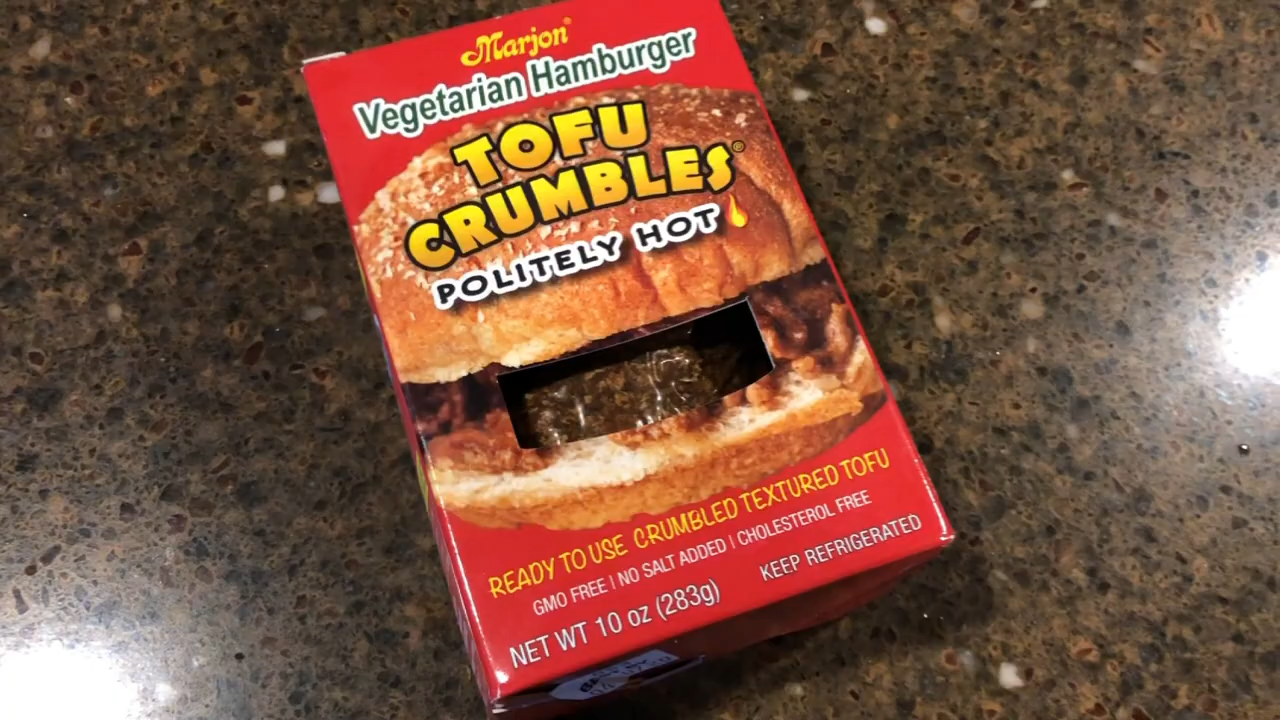 Marjon®
Vegetarian Hamburger
TOFU
CRUMBLES®
POLITELY HOT
READY TO USE CRUMBLED TEXTURED TOFU
GMO FREE | NO SALT ADDED | CHOLESTEROL FREE
NET WT 10 oz (283g) KEEP REFRIGERATED